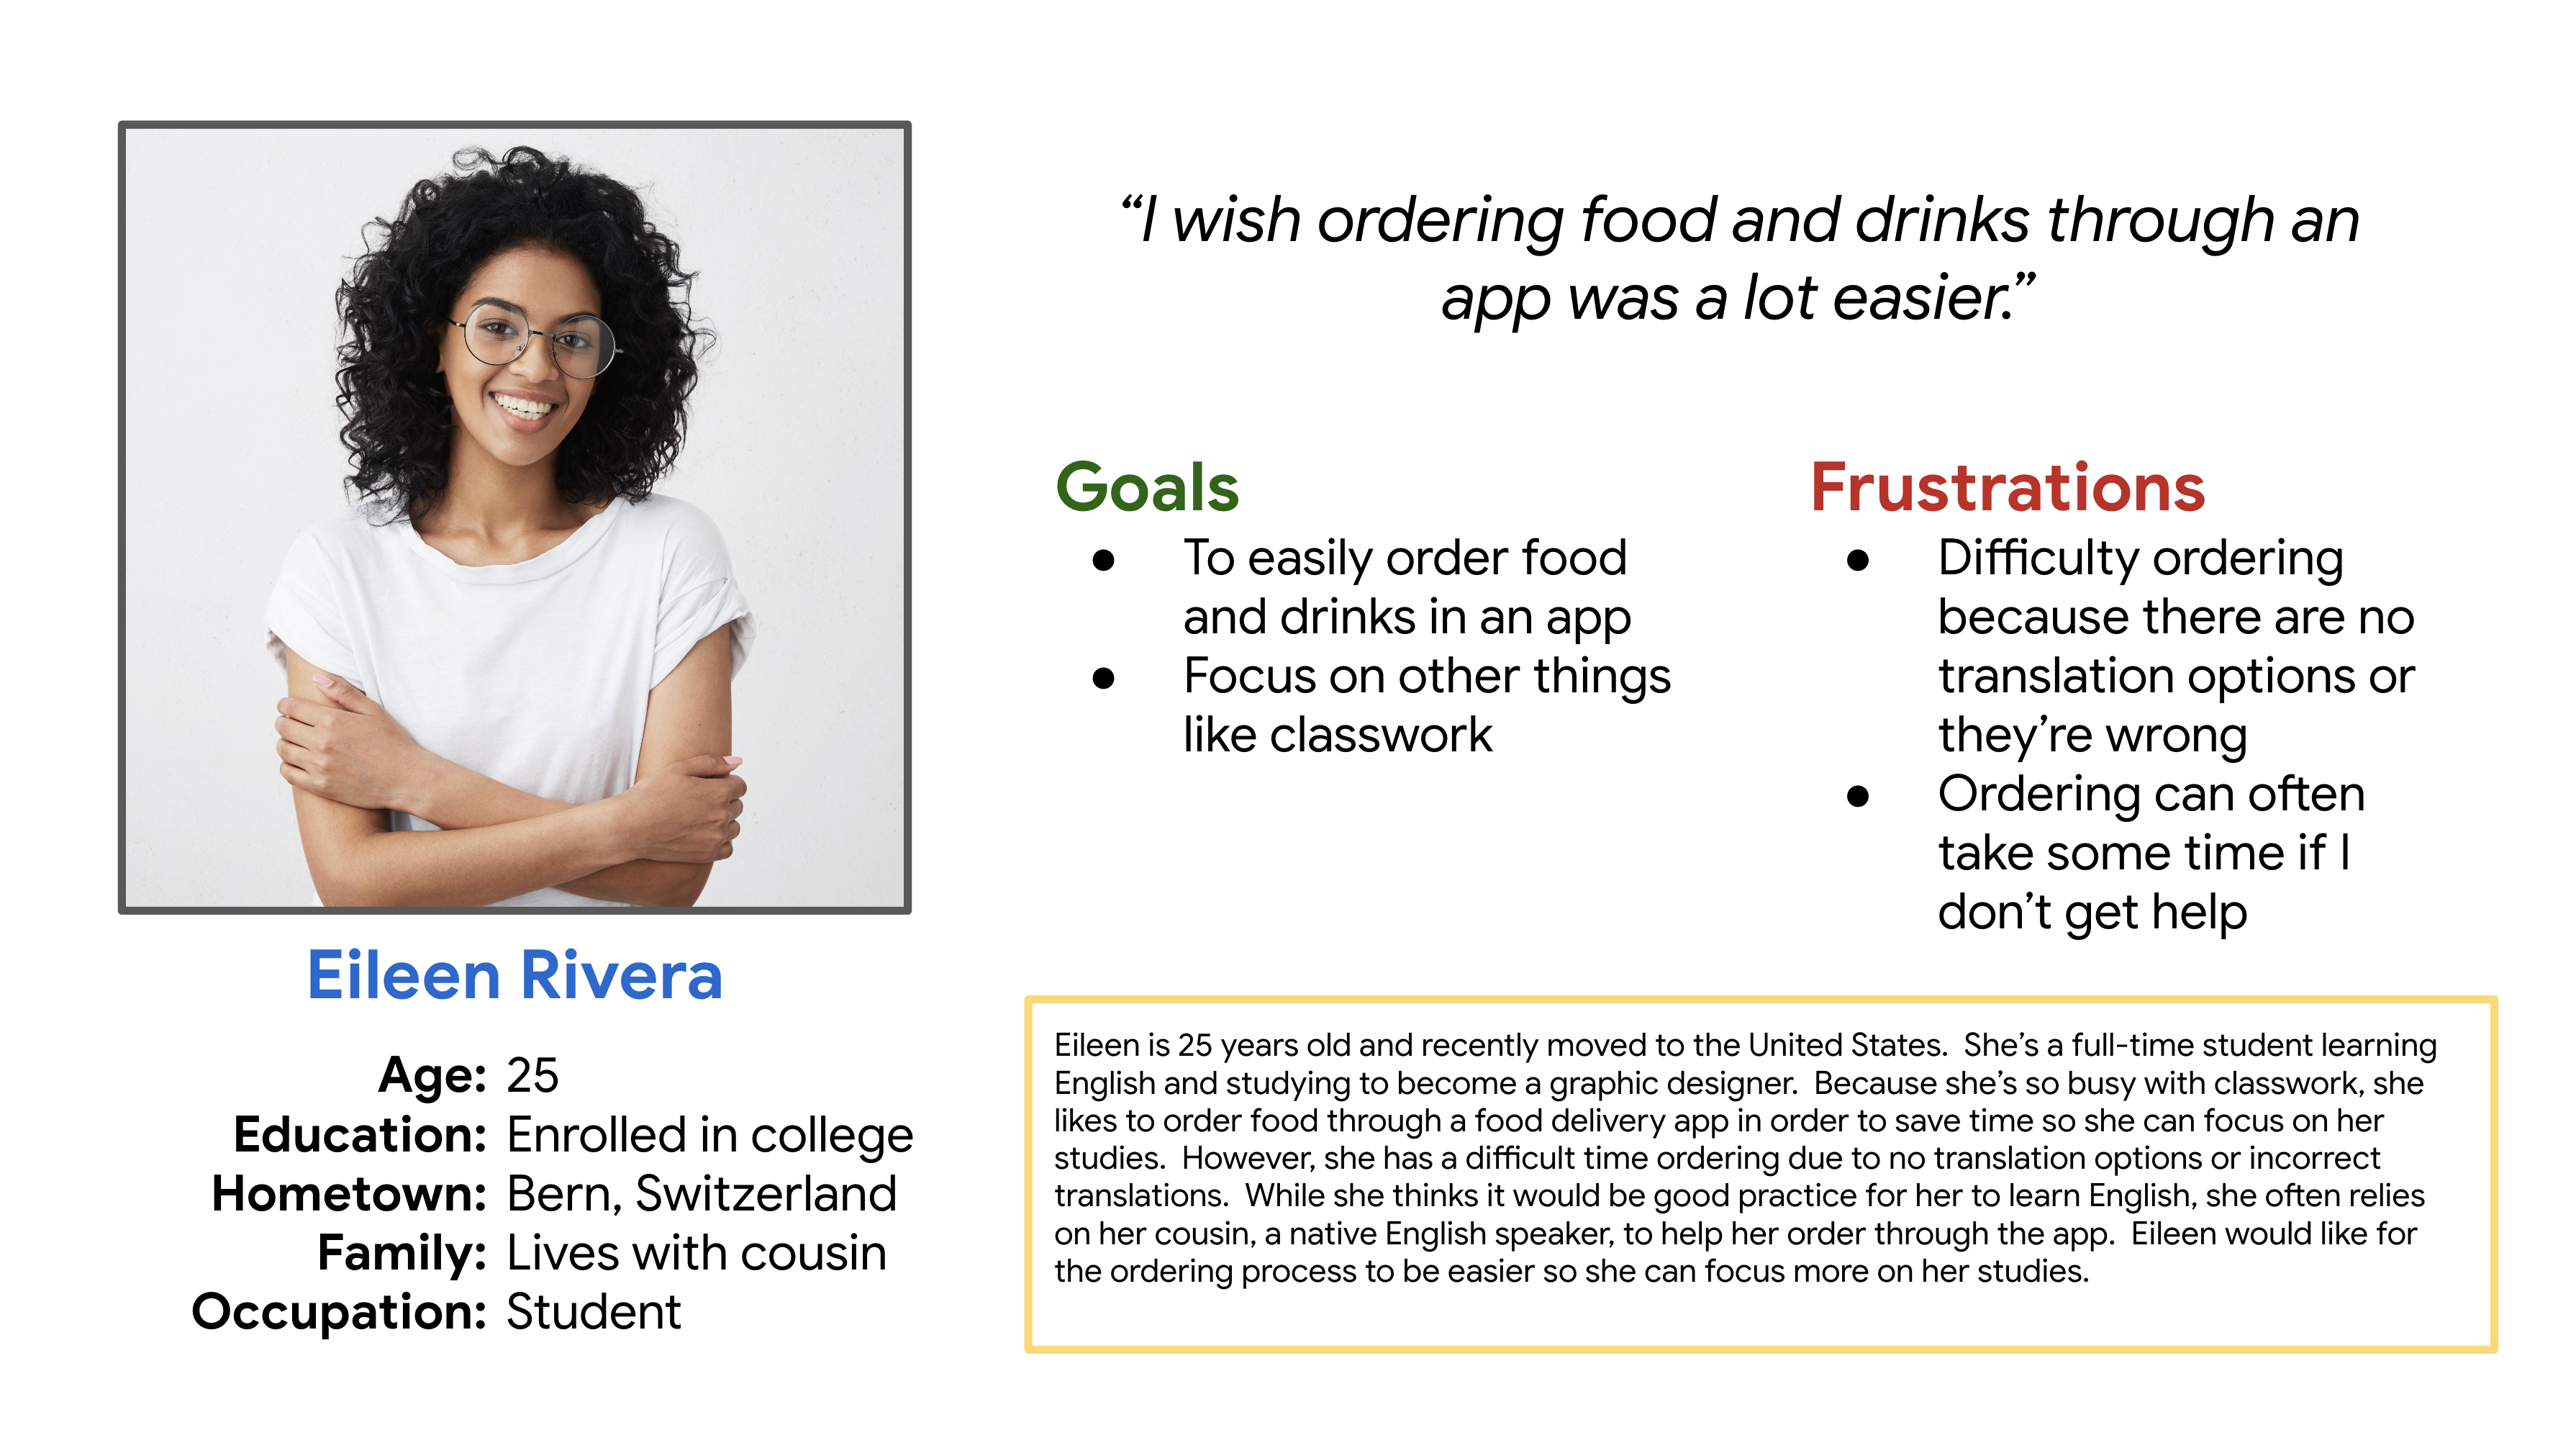 “I wish ordering food and drinks through an
app was a lot easier.”
Goals
● To easily order food
and drinks in an app
● Focus on other things
like classwork
Frustrations
● Difficulty ordering
because there are no
translation options or
they’re wrong
● Ordering can often
take some time if I
don’t get help
Eileen Rivera
Age: 25
Education: Enrolled in college
Hometown: Bern, Switzerland
Family: Lives with cousin
Occupation: Student
Eileen is 25 years old and recently moved to the United States.  She’s a full-time student learning
English and studying to become a graphic designer.  Because she’s so busy with classwork, she
likes to order food through a food delivery app in order to save time so she can focus on her
studies.  However, she has a difficult time ordering due to no translation options or incorrect
translations.  While she thinks it would be good practice for her to learn English, she often relies
on her cousin, a native English speaker, to help her order through the app.  Eileen would like for
the ordering process to be easier so she can focus more on her studies.